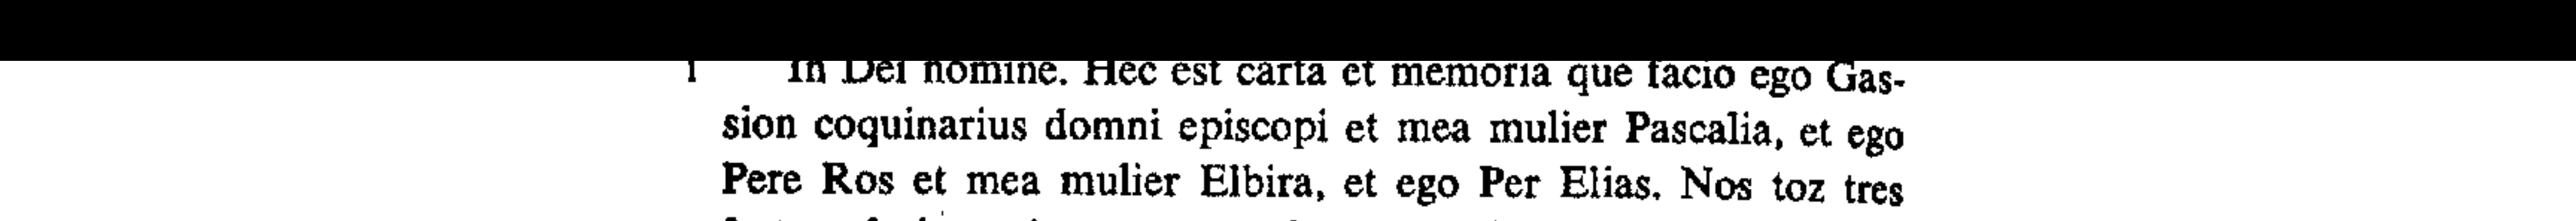 1 In Dei nomine. Hec est carta et memoria que facio ego Gas-
sion coquinarius domni episcopi et mea mulier Pascalia, et ego
Pere Ros et mea mulier Elbira, et ego Per Elias. Nos toz tres